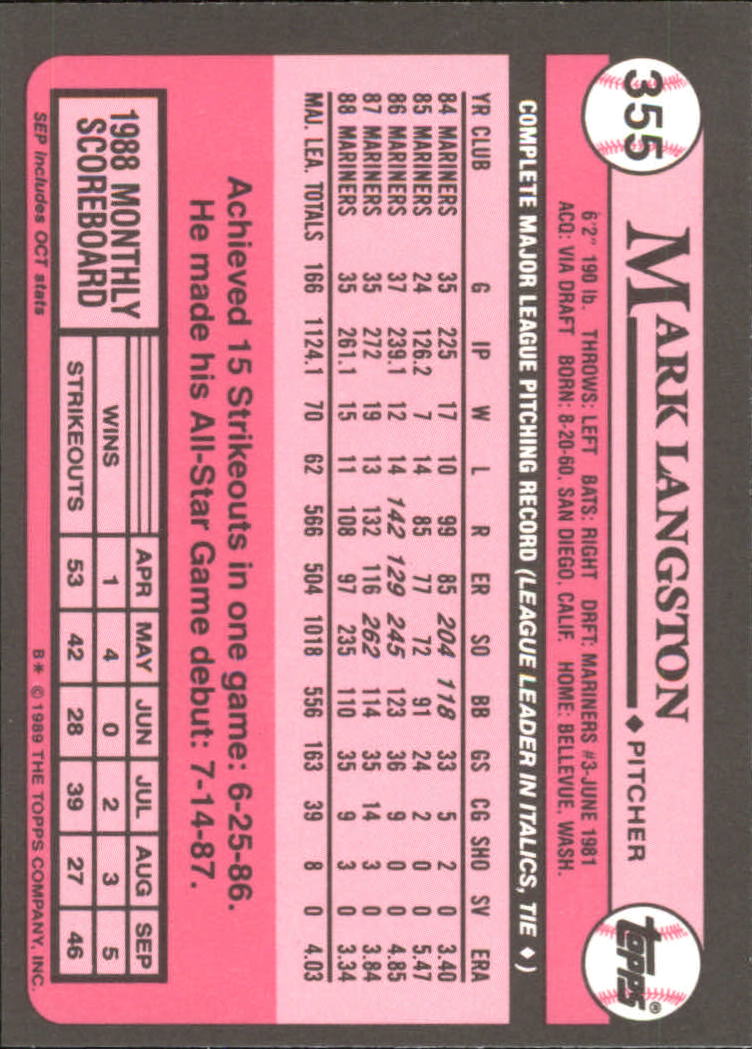 355
MARK LANGSTON ♦ PITCHER
topps®
6'2" 190 lb. THROWS: LEFT BATS: RIGHT DRFT: MARINERS #3-JUNE 1981
ACQ: VIA DRAFT BORN: 8-20-60, SAN DIEGO, CALIF. HOME: BELLEVUE, WASH.
COMPLETE MAJOR LEAGUE PITCHING RECORD (LEAGUE LEADER IN ITALICS, TIE ♦)
YR CLUB G IP W L R ER SO BB GS CG SHO SV ERA
84 MARINERS 35 225 17 10 99 85 204 118 33 5 2 0 3.40
85 MARINERS 24 126.2 7 14 85 77 72 91 24 2 0 0 5.47
86 MARINERS 37 239.1 12 14 142 129 245 123 36 9 0 0 4.85
87 MARINERS 35 272 19 13 132 116 262 114 35 14 3 0 3.84
88 MARINERS 35 261.1 15 11 108 97 235 110 35 9 3 0 3.34
MAJ. LEA. TOTALS 166 1124.1 70 62 566 504 1018 556 163 39 8 0 4.03
Achieved 15 Strikeouts in one game: 6-25-86.
He made his All-Star Game debut: 7-14-87.
1988 MONTHLY
SCOREBOARD
APR MAY JUN JUL AUG SEP
WINS 1 4 0 2 3 5
STRIKEOUTS 53 42 28 39 27 46
SEP includes OCT stats
B* © 1989 THE TOPPS COMPANY, INC.